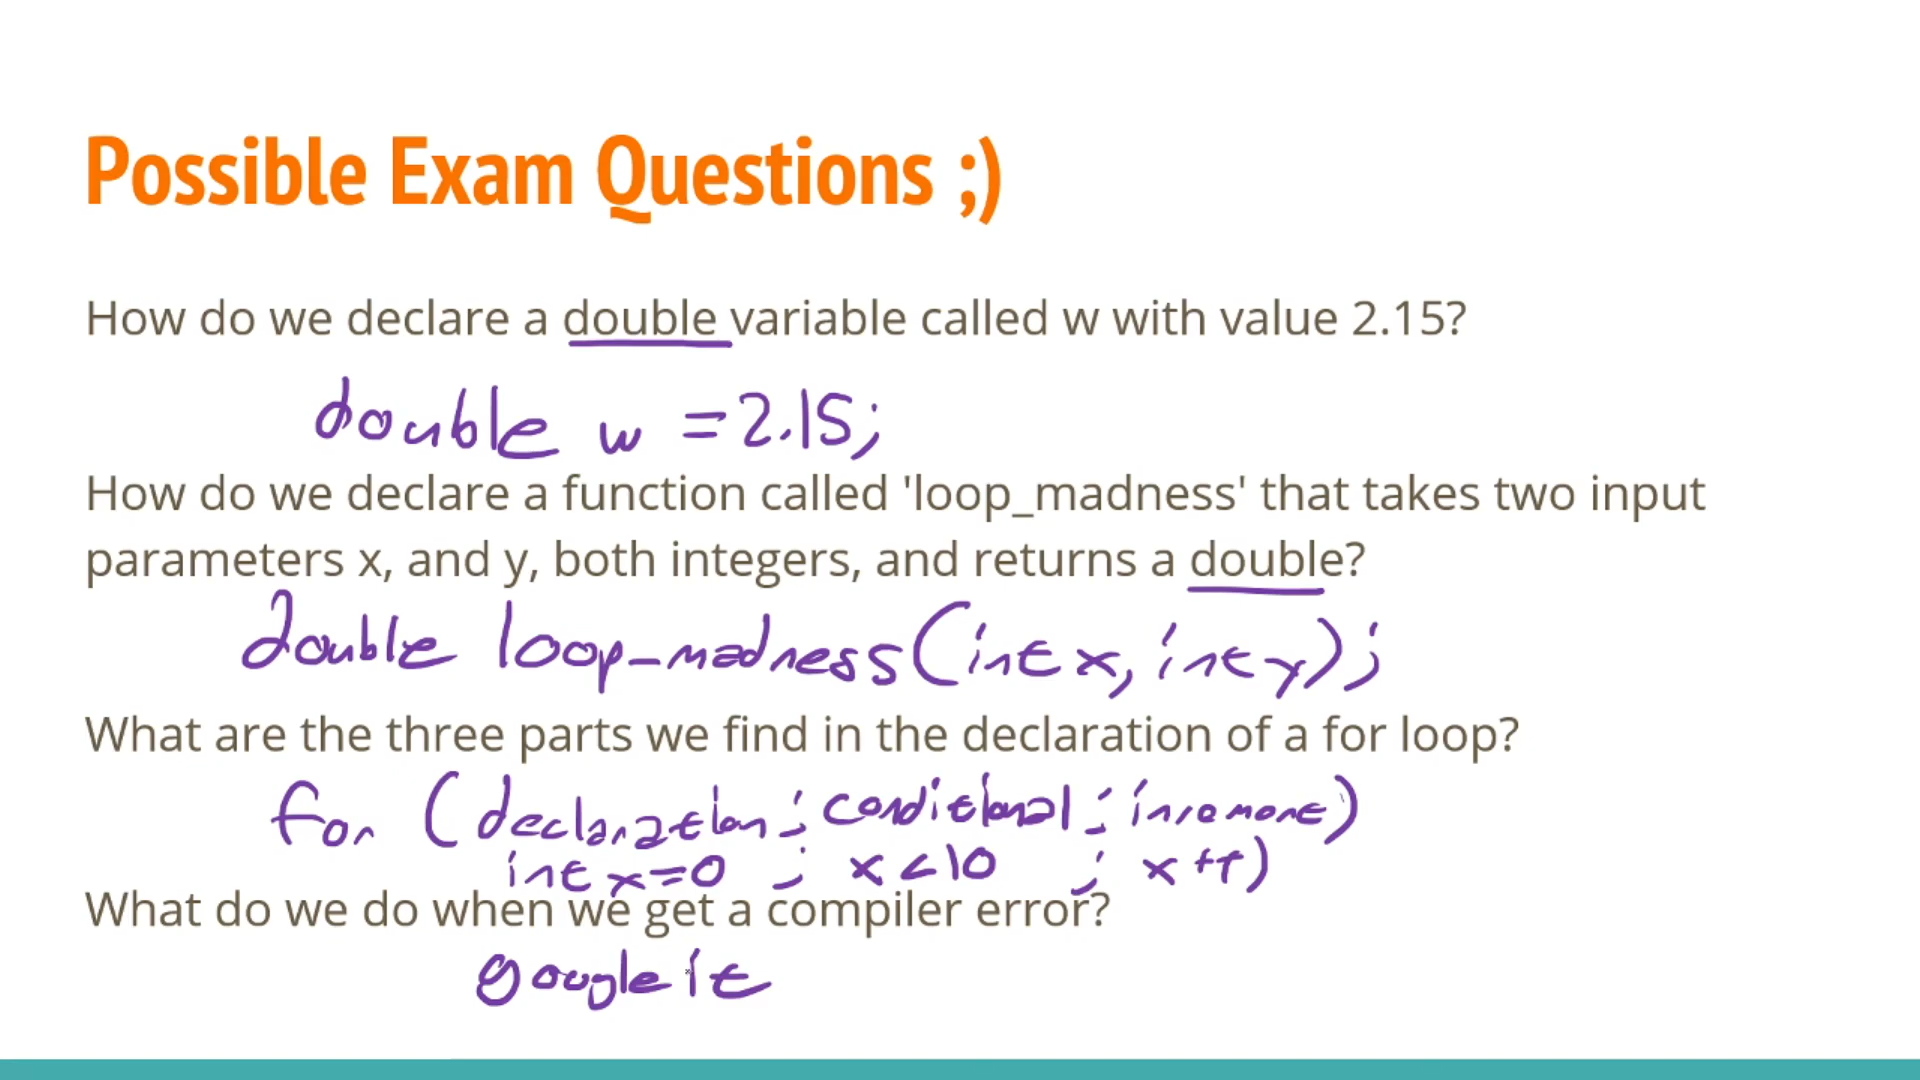 Possible Exam Questions ;)
How do we declare a double variable called w with value 2.15?
double w = 2.15;
How do we declare a function called 'loop_madness' that takes two input
parameters x, and y, both integers, and returns a double?
double loop_madness(int x, int y);
What are the three parts we find in the declaration of a for loop?
for (declaration; conditional; incremont)
int x=0 ; x<10 ; x++)
What do we do when we get a compiler error?
google it